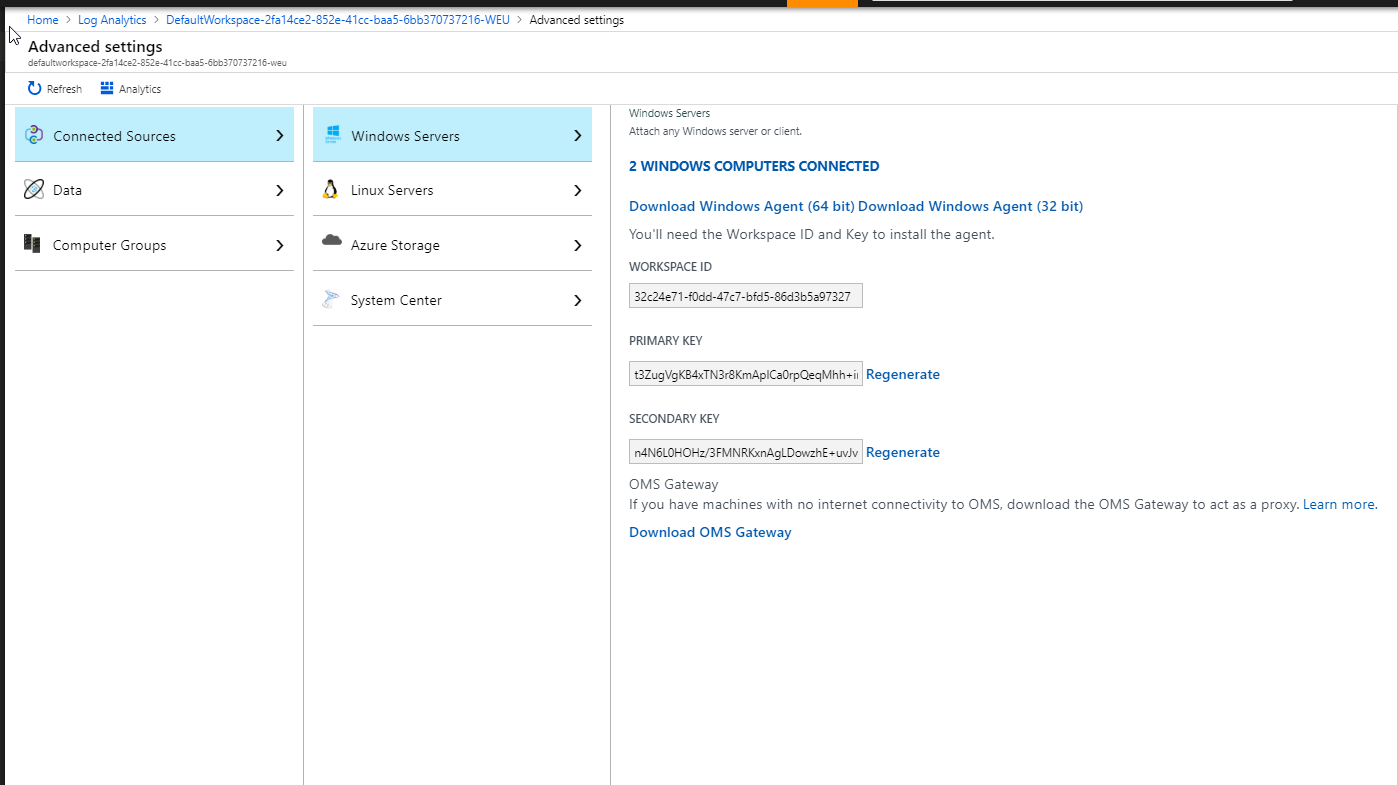 Home > Log Analytics > DefaultWorkspace-2fa14ce2-852e-41cc-baa5-6bb370737216-WEU > Advanced settings
Advanced settings
defaultworkspace-2fa14ce2-852e-41cc-baa5-6bb370737216-weu
Refresh Analytics
Connected Sources
Data
Computer Groups
Windows Servers
Linux Servers
Azure Storage
System Center
Windows Servers
Attach any Windows server or client.
2 WINDOWS COMPUTERS CONNECTED
Download Windows Agent (64 bit) Download Windows Agent (32 bit)
You'll need the Workspace ID and Key to install the agent.
WORKSPACE ID
32c24e71-f0dd-47c7-bfd5-86d3b5a97327
PRIMARY KEY
Regenerate
SECONDARY KEY
Regenerate
OMS Gateway
If you have machines with no internet connectivity to OMS, download the OMS Gateway to act as a proxy. Learn more.
Download OMS Gateway